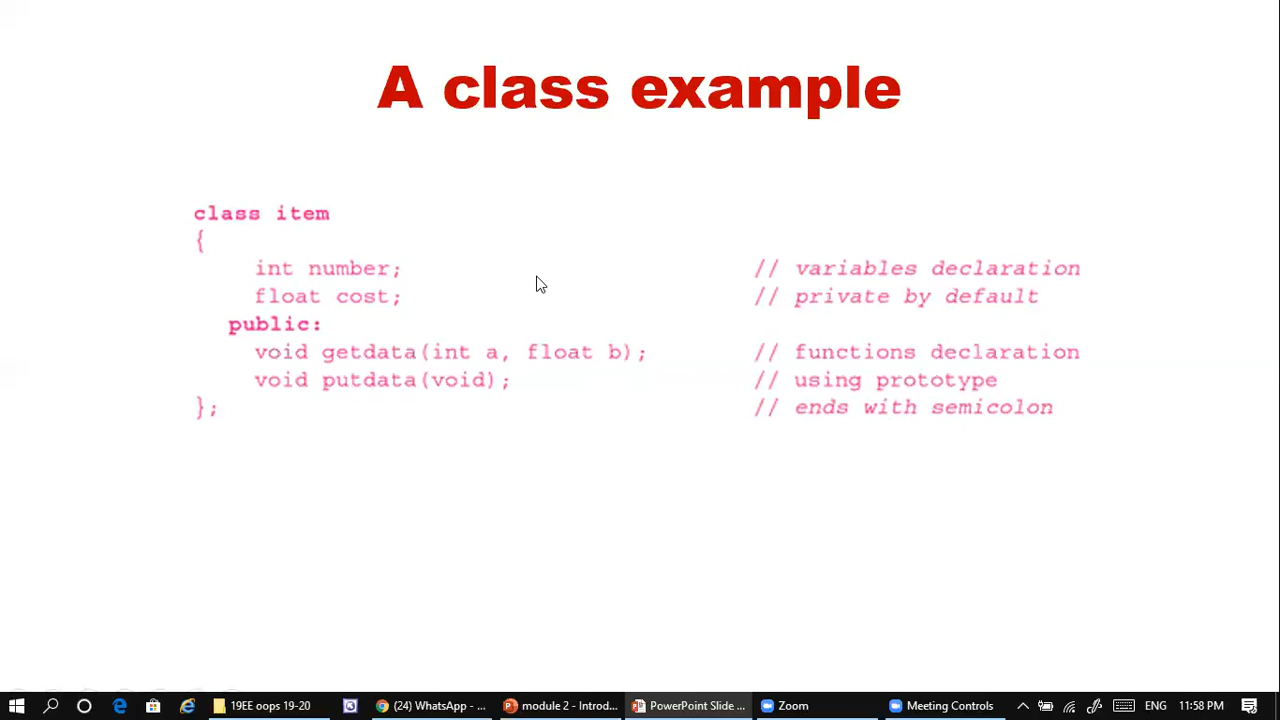 A class example
class item
{
int number; // variables declaration
float cost; // private by default
public:
void getdata(int a, float b); // functions declaration
void putdata(void); // using prototype
}; // ends with semicolon
19EE oops 19-20
(24) WhatsApp - ...
module 2 - Introd...
PowerPoint Slide ...
Zoom
Meeting Controls
ENG
11:58 PM